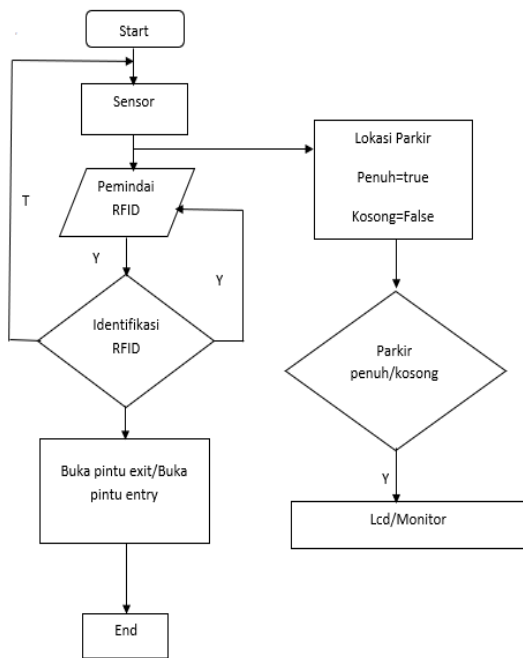 Start
Sensor
Lokasi Parkir
Penuh=true
Kosong=False
Pemindai
RFID
T
Y
Y
Identifikasi
RFID
Parkir
penuh/kosong
Buka pintu exit/Buka
pintu entry
Y
Lcd/Monitor
End